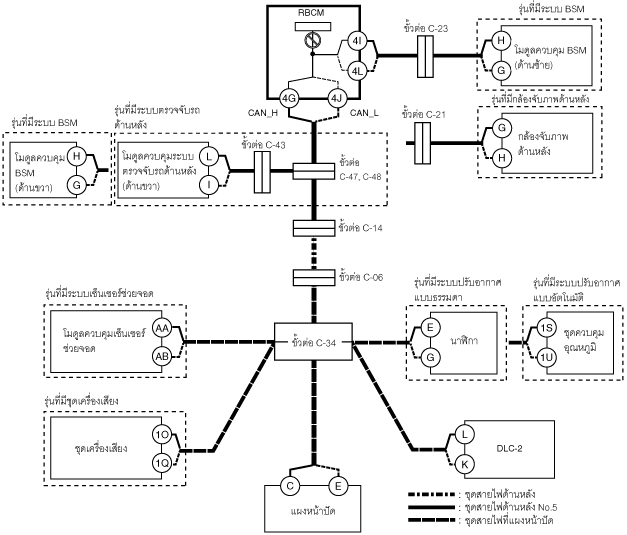 RBCM
4I
4L
4G
4J
CAN_H
CAN_L
ขั้วต่อ C-23
รุ่นที่มีระบบ BSM
H
G
โมดูลควบคุม BSM
(ด้านซ้าย)
ขั้วต่อ C-21
รุ่นที่มีกล้องจับภาพด้านหลัง
G
H
กล้องจับภาพ
ด้านหลัง
รุ่นที่มีระบบ BSM
โมดูลควบคุม
BSM
(ด้านขวา)
H
G
รุ่นที่มีระบบตรวจจับรถ
ด้านหลัง
โมดูลควบคุมระบบ
ตรวจจับรถด้านหลัง
(ด้านขวา)
L
I
ขั้วต่อ C-43
ขั้วต่อ
C-47, C-48
ขั้วต่อ C-14
ขั้วต่อ C-06
รุ่นที่มีระบบเซ็นเซอร์ช่วยจอด
โมดูลควบคุมเซ็นเซอร์
ช่วยจอด
AA
AB
ขั้วต่อ C-34
รุ่นที่มีระบบปรับอากาศ
แบบธรรมดา
E
G
นาฬิกา
รุ่นที่มีระบบปรับอากาศ
แบบอัตโนมัติ
1S
1U
ชุดควบคุม
อุณหภูมิ
รุ่นที่มีชุดเครื่องเสียง
ชุดเครื่องเสียง
1O
1Q
L
K
DLC-2
C
E
แผงหน้าปัด
: ชุดสายไฟด้านหลัง
: ชุดสายไฟด้านหลัง No.5
: ชุดสายไฟที่แผงหน้าปัด